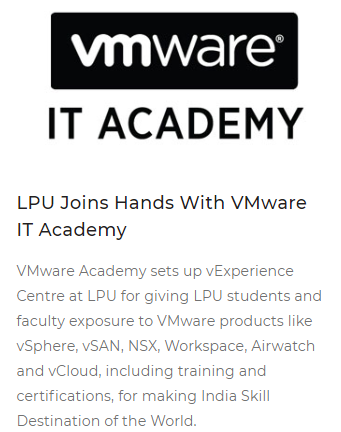 vmware®
IT ACADEMY
LPU Joins Hands With VMware
IT Academy
VMware Academy sets up vExperience
Centre at LPU for giving LPU students and
faculty exposure to VMware products like
vSphere, vSAN, NSX, Workspace, Airwatch
and vCloud, including training and
certifications, for making India Skill
Destination of the World.